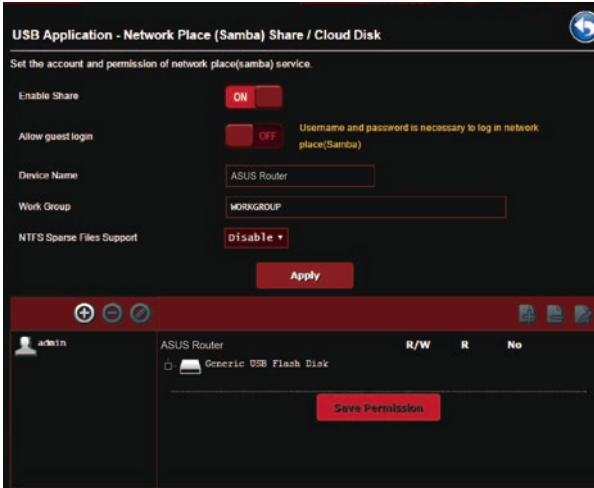 USB Application - Network Place (Samba) Share / Cloud Disk
Set the account and permission of network place(samba) service.
Enable Share
ON
Allow guest login
OFF
Username and password is necessary to log in network
place(Samba)
Device Name
ASUS Router
Work Group
WORKGROUP
NTFS Sparse Files Support
Disable
Apply
admin
ASUS Router R/W R No
Generic USB Flash Disk
Save Permission